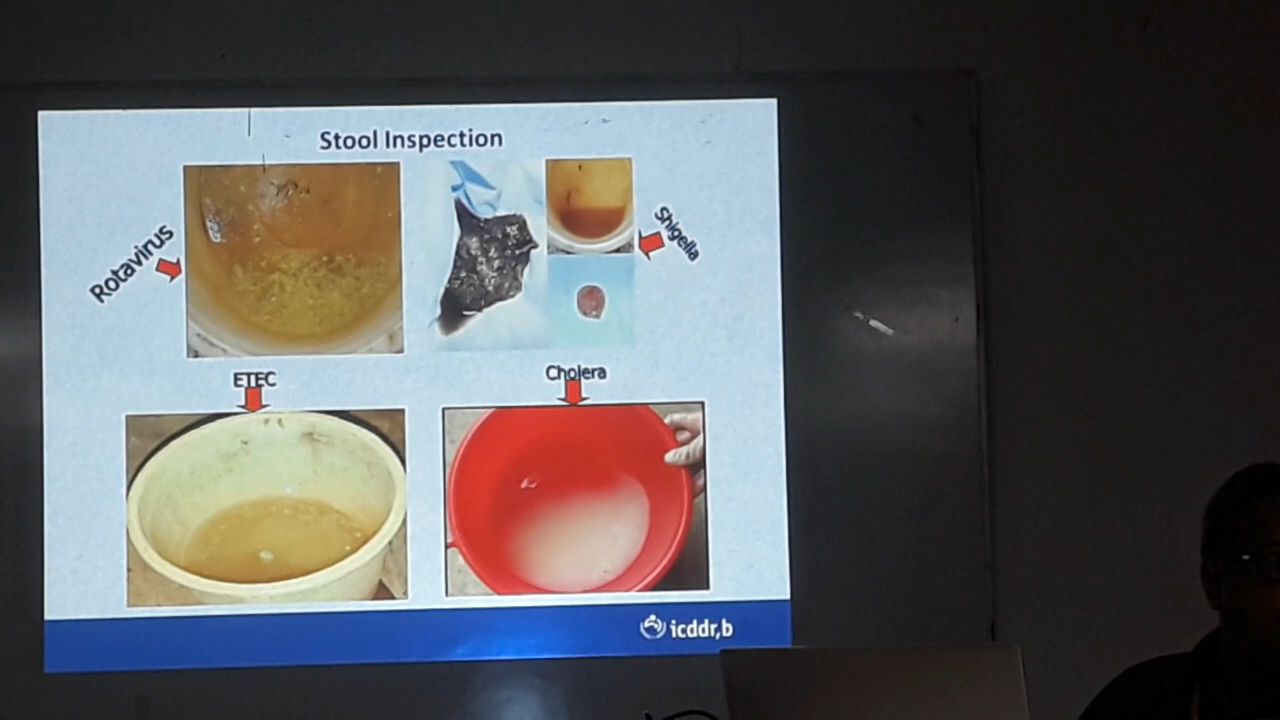 Stool Inspection
Rotavirus
Shigella
ETEC
Cholera
icddr,b